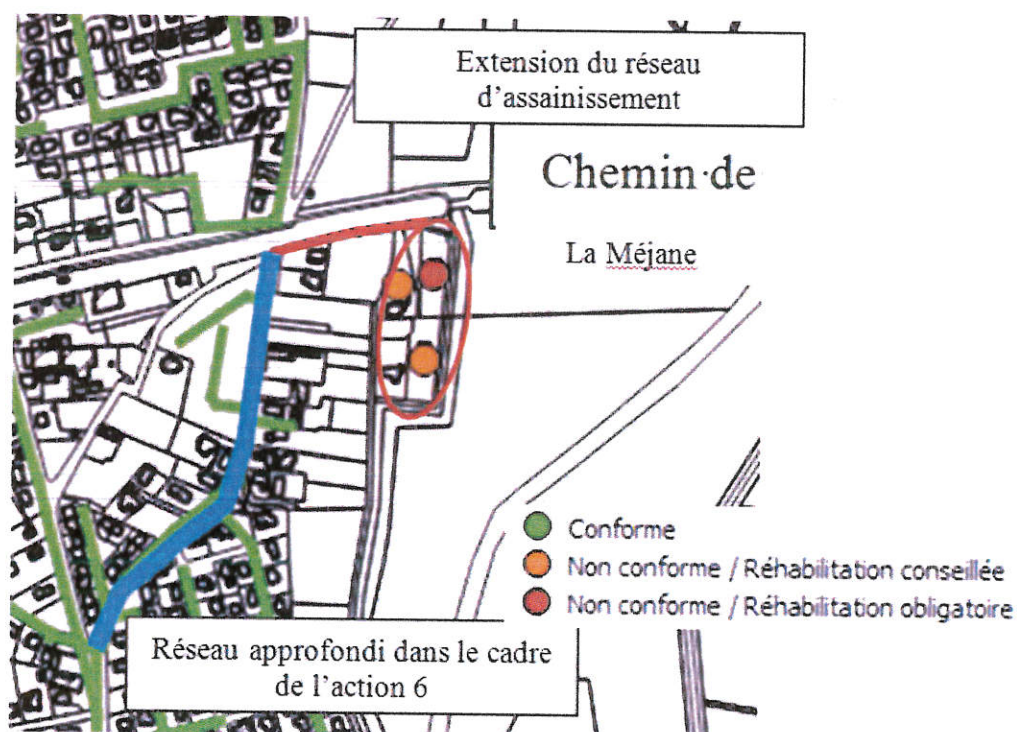 Extension du réseau
d'assainissement
Chemin·de
La Méjane
Conforme
Non conforme / Réhabilitation conseillée
Non conforme / Réhabilitation obligatoire
Réseau approfondi dans le cadre
de l'action 6